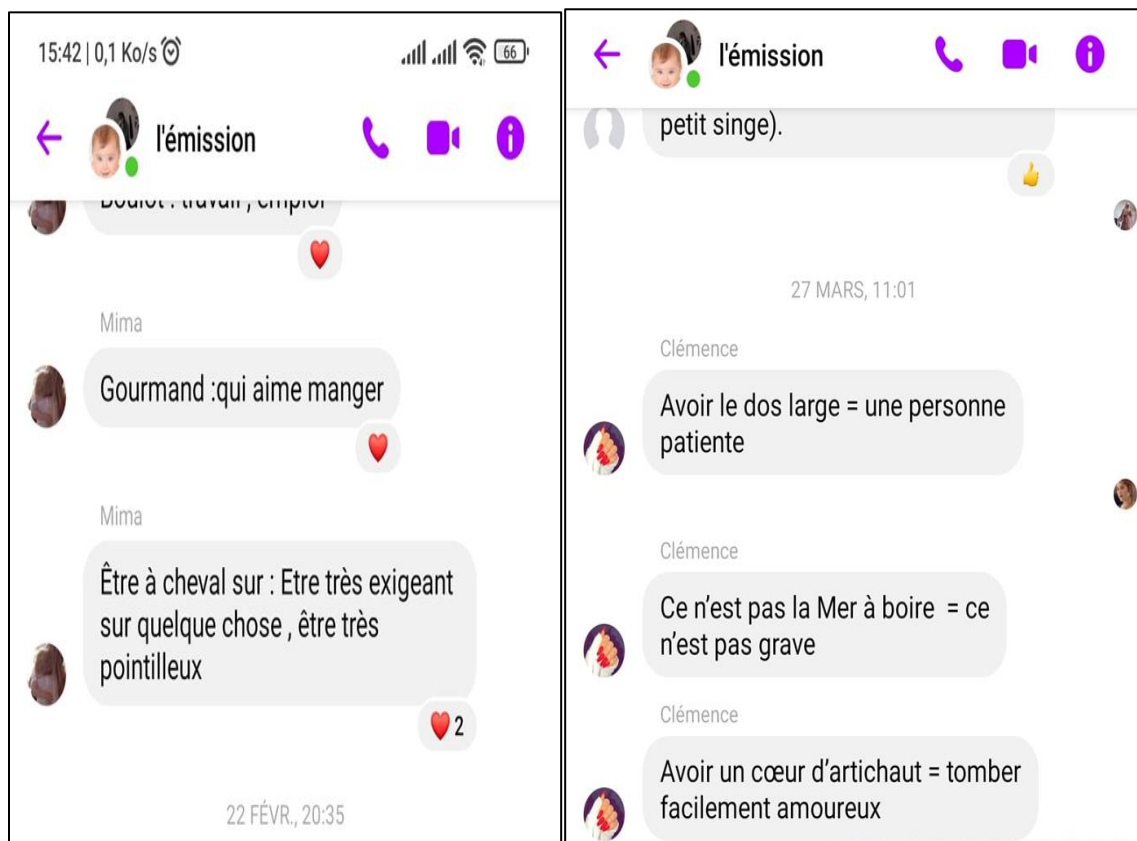 15:42 | 0,1 Ko/s
66
l'émission
Boulot : travail , emploi
Mima
Gourmand :qui aime manger
Mima
Être à cheval sur : Etre très exigeant
sur quelque chose , être très
pointilleux
2
22 FÉVR., 20:35
l'émission
petit singe).
27 MARS, 11:01
Clémence
Avoir le dos large = une personne
patiente
Clémence
Ce n’est pas la Mer à boire = ce
n’est pas grave
Clémence
Avoir un cœur d’artichaut = tomber
facilement amoureux